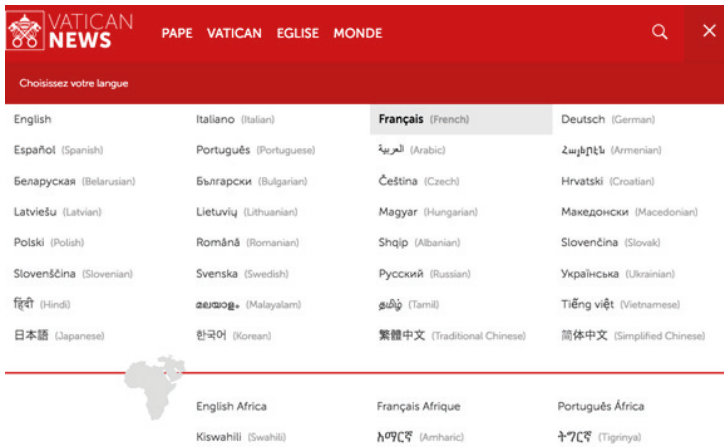 VATICAN
NEWS
PAPE VATICAN EGLISE MONDE
Choisissez votre langue
English Italiano (Italian) Français (French) Deutsch (German)
Español (Spanish) Português (Portuguese) العربية (Arabic) Հայերէն (Armenian)
Беларуская (Belarusian) Български (Bulgarian) Čeština (Czech) Hrvatski (Croatian)
Latviešu (Latvian) Lietuvių (Lithuanian) Magyar (Hungarian) Македонски (Macedonian)
Polski (Polish) Română (Romanian) Shqip (Albanian) Slovenčina (Slovak)
Slovenščina (Slovenian) Svenska (Swedish) Русский (Russian) Українська (Ukrainian)
हिंदी (Hindi) മലയാളം (Malayalam) தமிழ் (Tamil) Tiếng việt (Vietnamese)
日本語 (Japanese) 한국어 (Korean) 繁體中文 (Traditional Chinese) 简体中文 (Simplified Chinese)
English Africa Français Afrique Português África
Kiswahili (Swahili) አማርኛ (Amharic) ትግርኛ (Tigrinya)